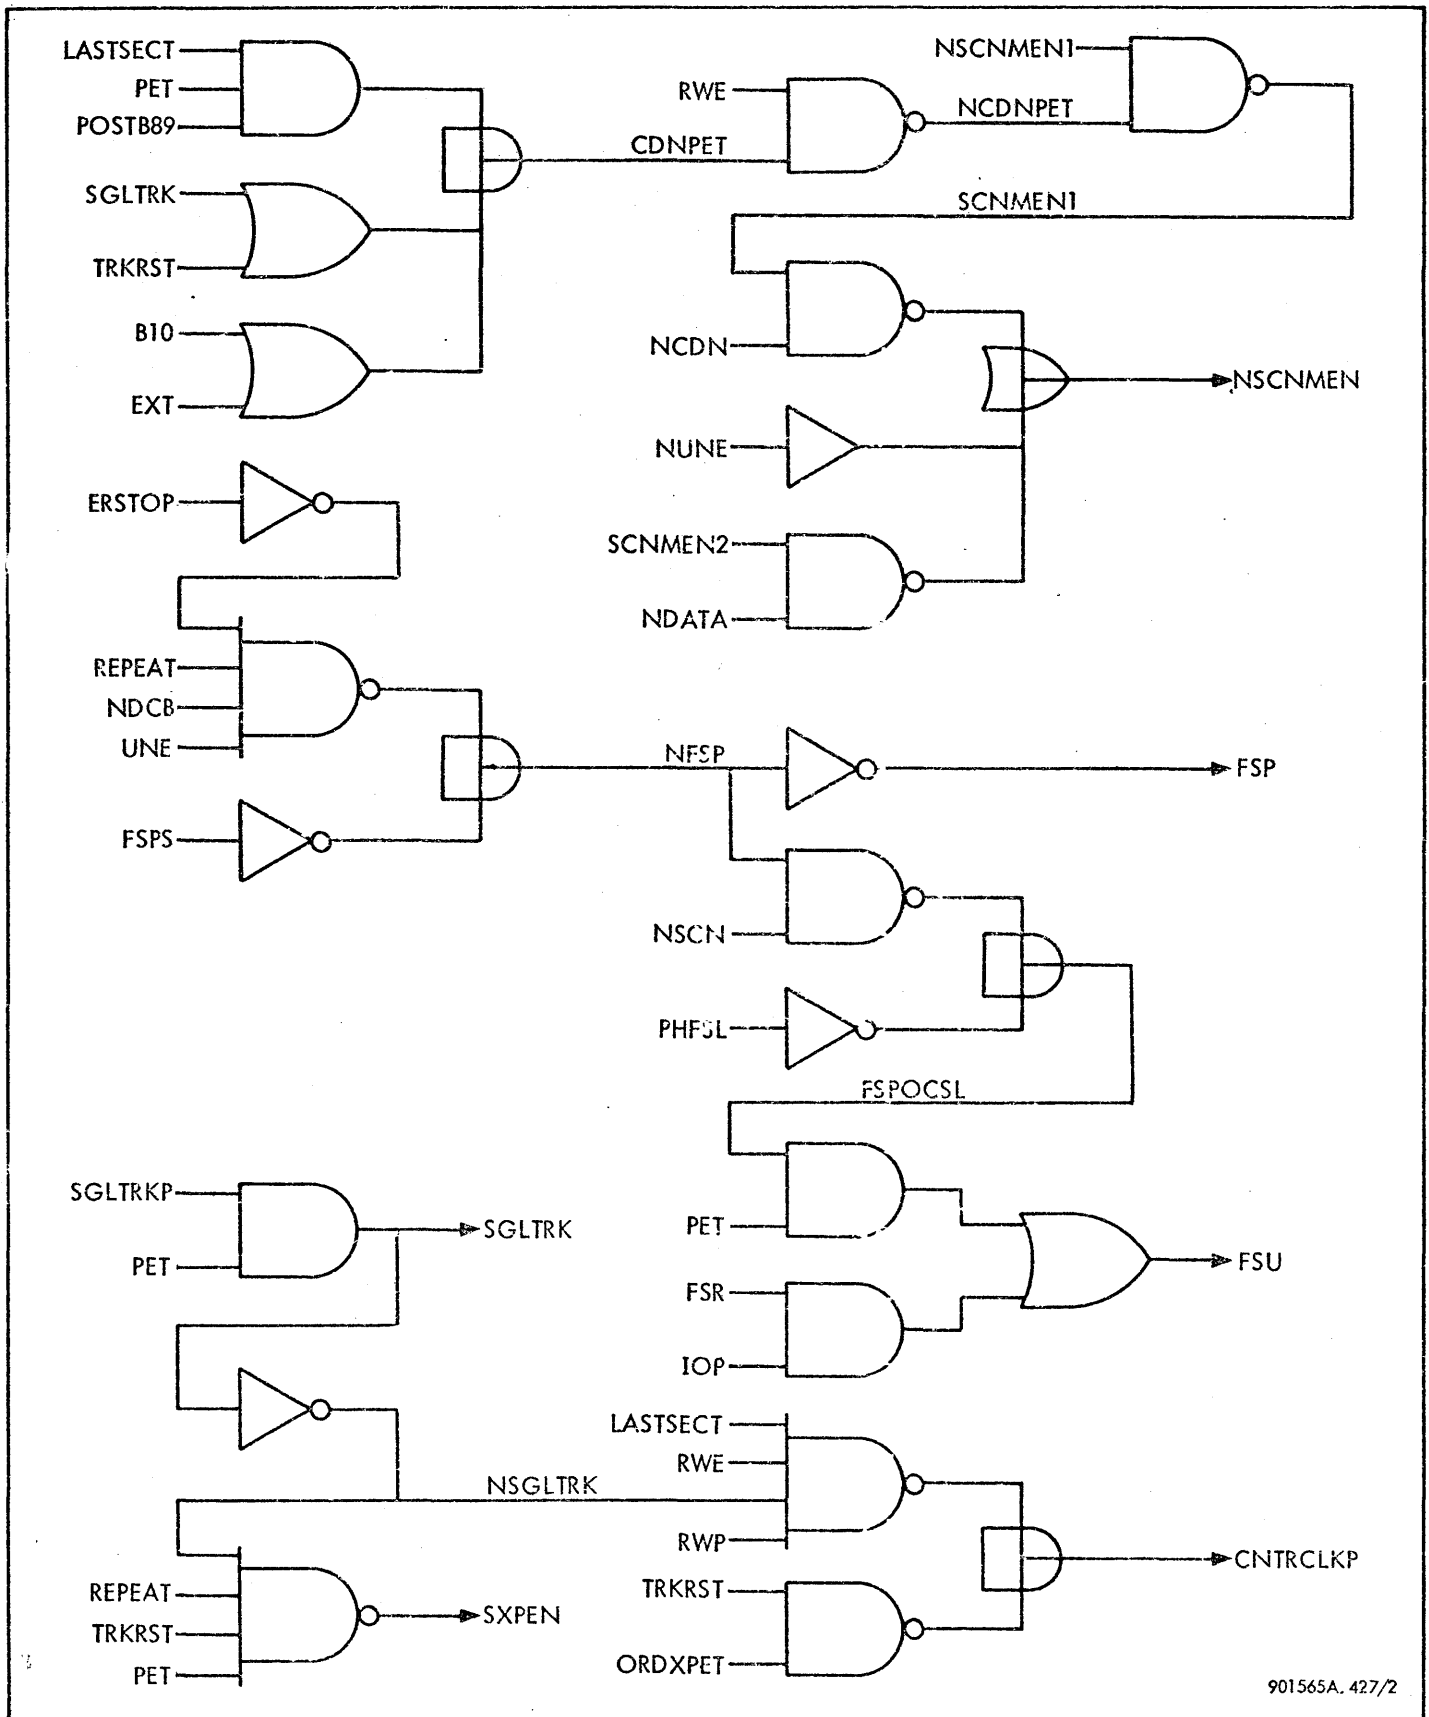 LASTSECT
PET
POSTB89
SGLTRK
TRKRST
B10
EXT
CDNPET
RWE
NCDNPET
NSCNMEN1
SCNMEN1
NCDN
NUNE
SCNMEN2
NDATA
NSCNMEN
ERSTOP
REPEAT
NDCB
UNE
FSPS
NFSP
FSP
NSCN
PHFSL
FSPOCSL
PET
FSR
IOP
FSU
SGLTRKP
PET
SGLTRK
NSGLTRK
LASTSECT
RWE
RWP
TRKRST
ORDXPET
CNTRCLKP
REPEAT
TRKRST
PET
SXPEN
901565A. 427/2